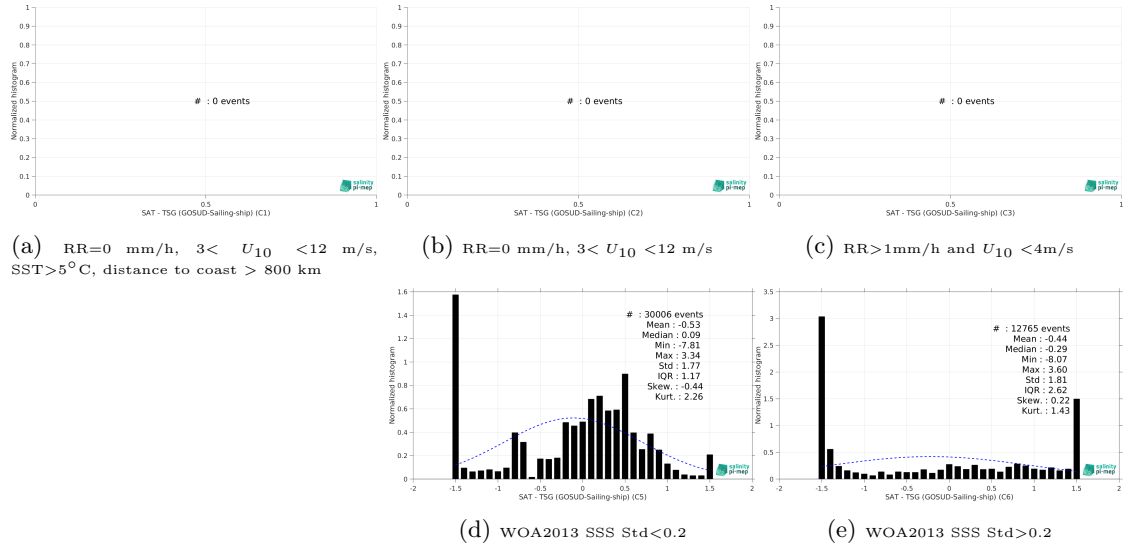 1
0.9
0.8
0.7
0.6
0.5
0.4
0.3
0.2
0.1
0
Normalized histogram
# : 0 events
salinity
pi-mep
0 0.5 1
SAT - TSG (GOSUD-Sailing-ship) (C1)
(a) RR=0 mm/h, 3< U10 <12 m/s,
SST>5°C, distance to coast > 800 km
1
0.9
0.8
0.7
0.6
0.5
0.4
0.3
0.2
0.1
0
Normalized histogram
# : 0 events
salinity
pi-mep
0 0.5 1
SAT - TSG (GOSUD-Sailing-ship) (C2)
(b) RR=0 mm/h, 3< U10 <12 m/s
1
0.9
0.8
0.7
0.6
0.5
0.4
0.3
0.2
0.1
0
Normalized histogram
# : 0 events
salinity
pi-mep
0 0.5 1
SAT - TSG (GOSUD-Sailing-ship) (C3)
(c) RR>1mm/h and U10 <4m/s
1.6
1.4
1.2
1
0.8
0.6
0.4
0.2
0
Normalized histogram
# : 30006 events
Mean : -0.53
Median : 0.09
Min : -7.81
Max : 3.34
Std : 1.77
IQR : 1.17
Skew. : -0.44
Kurt. : 2.26
salinity
pi-mep
-2 -1.5 -1 -0.5 0 0.5 1 1.5 2
SAT - TSG (GOSUD-Sailing-ship) (C5)
(d) WOA2013 SSS Std<0.2
3.5
3
2.5
2
1.5
1
0.5
0
Normalized histogram
# : 12765 events
Mean : -0.44
Median : -0.29
Min : -8.07
Max : 3.60
Std : 1.81
IQR : 2.62
Skew. : 0.22
Kurt. : 1.43
salinity
pi-mep
-2 -1.5 -1 -0.5 0 0.5 1 1.5 2
SAT - TSG (GOSUD-Sailing-ship) (C6)
(e) WOA2013 SSS Std>0.2